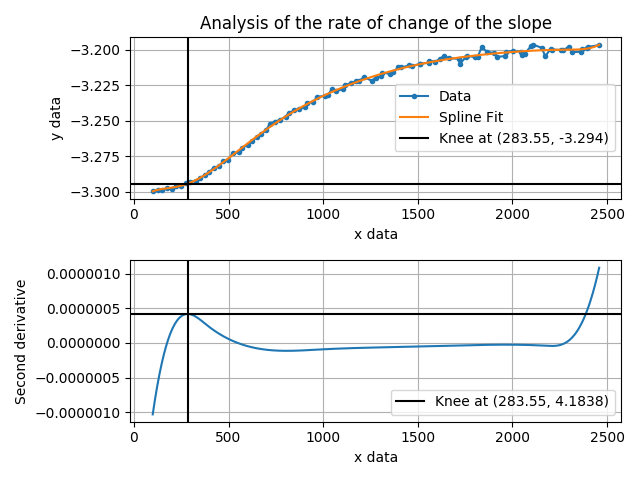 Analysis of the rate of change of the slope
y data
−3.200
−3.225
−3.250
−3.275
−3.300
Data
Spline Fit
Knee at (283.55, -3.294)
0 500 1000 1500 2000 2500
x data
Second derivative
0.0000010
0.0000005
0.0000000
−0.0000005
−0.0000010
Knee at (283.55, 4.1838)
0 500 1000 1500 2000 2500
x data